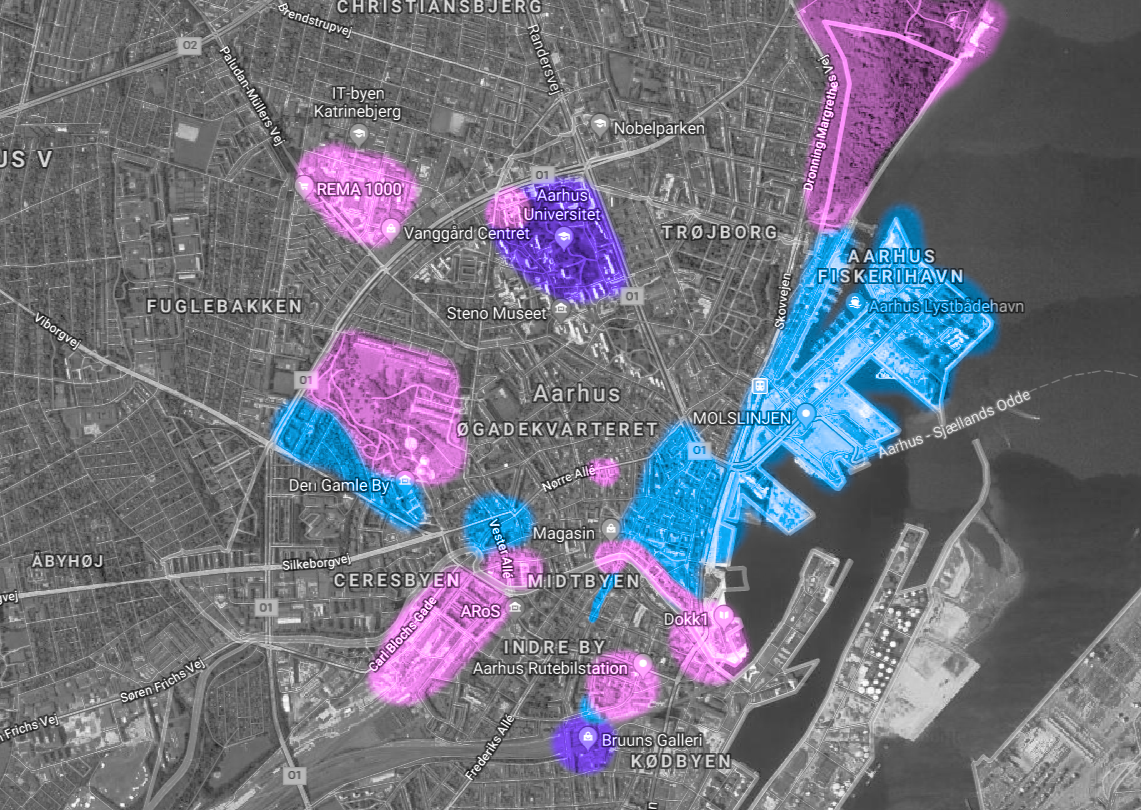 CHRISTIANSBJERG
Brendstrupvej
02
Randersvej
Paludan-Müllers Vej
IT-byen
Katrinebjerg
Nobelparken
Dronning Margrethes Vej
US V
REMA 1000
01
Aarhus
Universitet
Vanggård Centret
TRØJBORG
AARHUS
FISKERIHAVN
Aarhus Lystbådehavn
Skovvejen
01
FUGLEBAKKEN
Steno Museet
Viborgvej
01
Aarhus
MOLSLINJEN
Aarhus - Sjællands Odde
ØGADEKVARTERET
01
Nørre Allé
Den Gamle By
Vester Allé
Magasin
ÅBYHØJ
Silkeborgvej
CERESBYEN
MIDTBYEN
gvej
01
ARoS
Carl Blochs Gade
Dokk1
INDRE BY
Aarhus Rutebilstation
Søren Frichs Vej
n Frichs Vej
Frederiks Allé
Bruuns Galleri
KØDBYEN
01